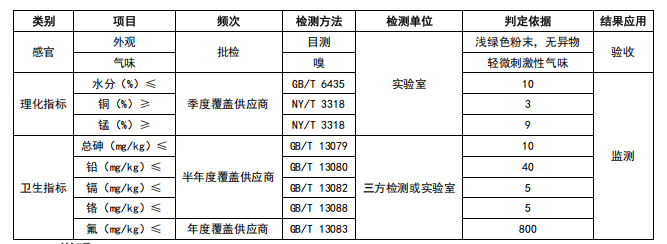 类别 项目 频次 检测方法 检测单位 判定依据 结果应用
感官 外观 批检 目测 实验室 浅绿色粉末，无异物 验收
气味 嗅 轻微刺激性气味
理化指标 水分（%）≤ 季度覆盖供应商 GB/T 6435 10 监测
铜（%）≥ NY/T 3318 3
锰（%）≥ NY/T 3318 9
卫生指标 总砷（mg/kg）≤ 半年度覆盖供应商 GB/T 13079 三方检测或实验室 10
铅（mg/kg）≤ GB/T 13080 40
镉（mg/kg）≤ GB/T 13082 5
铬（mg/kg）≤ GB/T 13088 5
氟（mg/kg）≤ 年度覆盖供应商 GB/T 13083 800